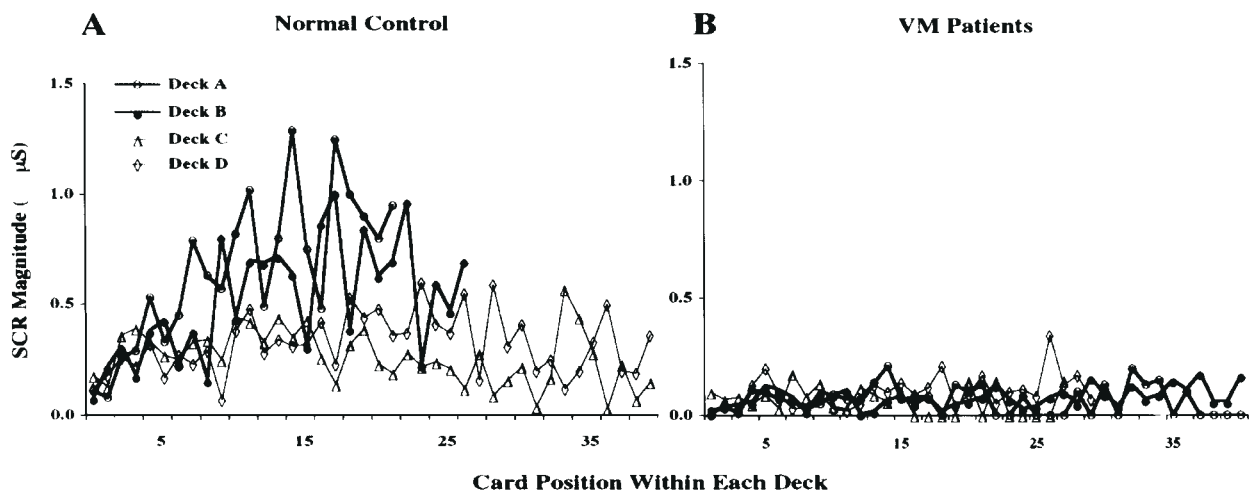 A
Normal Control
B
VM Patients
1.5
1.0
0.5
0.0
SCR Magnitude ( μS)
Deck A
Deck B
Deck C
Deck D
5
15
25
35
1.5
1.0
0.5
0.0
5
15
25
35
Card Position Within Each Deck